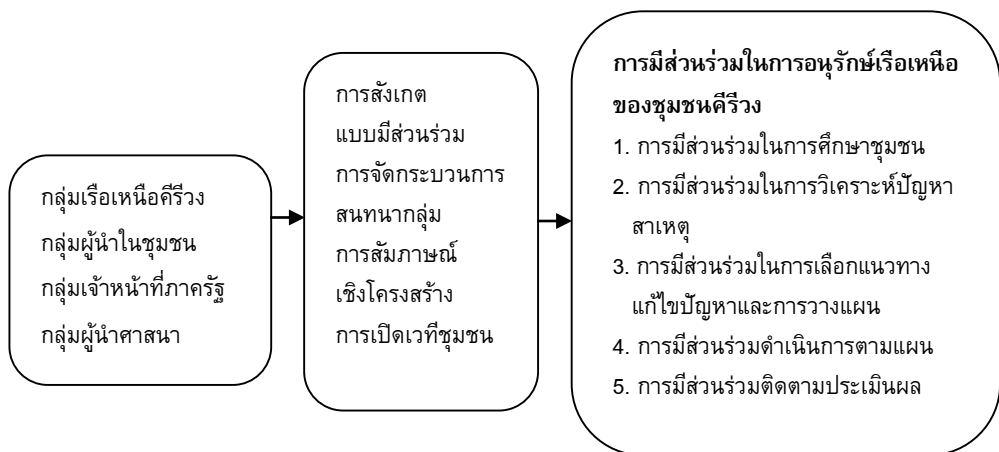 กลุ่มเรือเหนือคีรีวง
กลุ่มผู้นำในชุมชน
กลุ่มเจ้าหน้าที่ภาครัฐ
กลุ่มผู้นำศาสนา
การสังเกต
แบบมีส่วนร่วม
การจัดกระบวนการ
สนทนากลุ่ม
การสัมภาษณ์
เชิงโครงสร้าง
การเปิดเวทีชุมชน
การมีส่วนร่วมในการอนุรักษ์เรือเหนือ
ของชุมชนคีรีวง
1. การมีส่วนร่วมในการศึกษาชุมชน
2. การมีส่วนร่วมในการวิเคราะห์ปัญหา
สาเหตุ
3. การมีส่วนร่วมในการเลือกแนวทาง
แก้ไขปัญหาและการวางแผน
4. การมีส่วนร่วมดำเนินการตามแผน
5. การมีส่วนร่วมติดตามประเมินผล